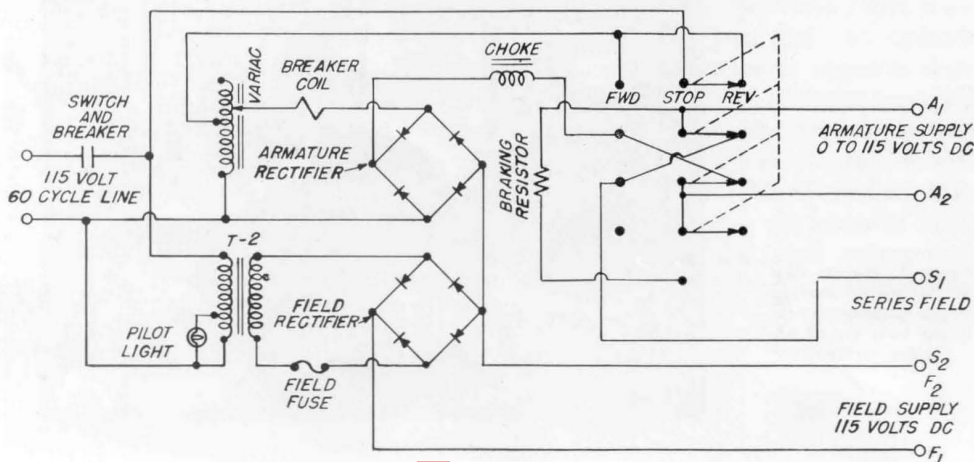 CHOKE
VARIAC
BREAKER
COIL
SWITCH
AND
BREAKER
FWD
STOP
REV.
A1
ARMATURE SUPPLY
0 TO 115 VOLTS DC
ARMATURE
RECTIFIER
BRAKING
RESISTOR
115 VOLT
60 CYCLE LINE
A2
T-2
S1
SERIES FIELD
FIELD
RECTIFIER
PILOT
LIGHT
FIELD
FUSE
S2
F2
FIELD SUPPLY
115 VOLTS DC
F1